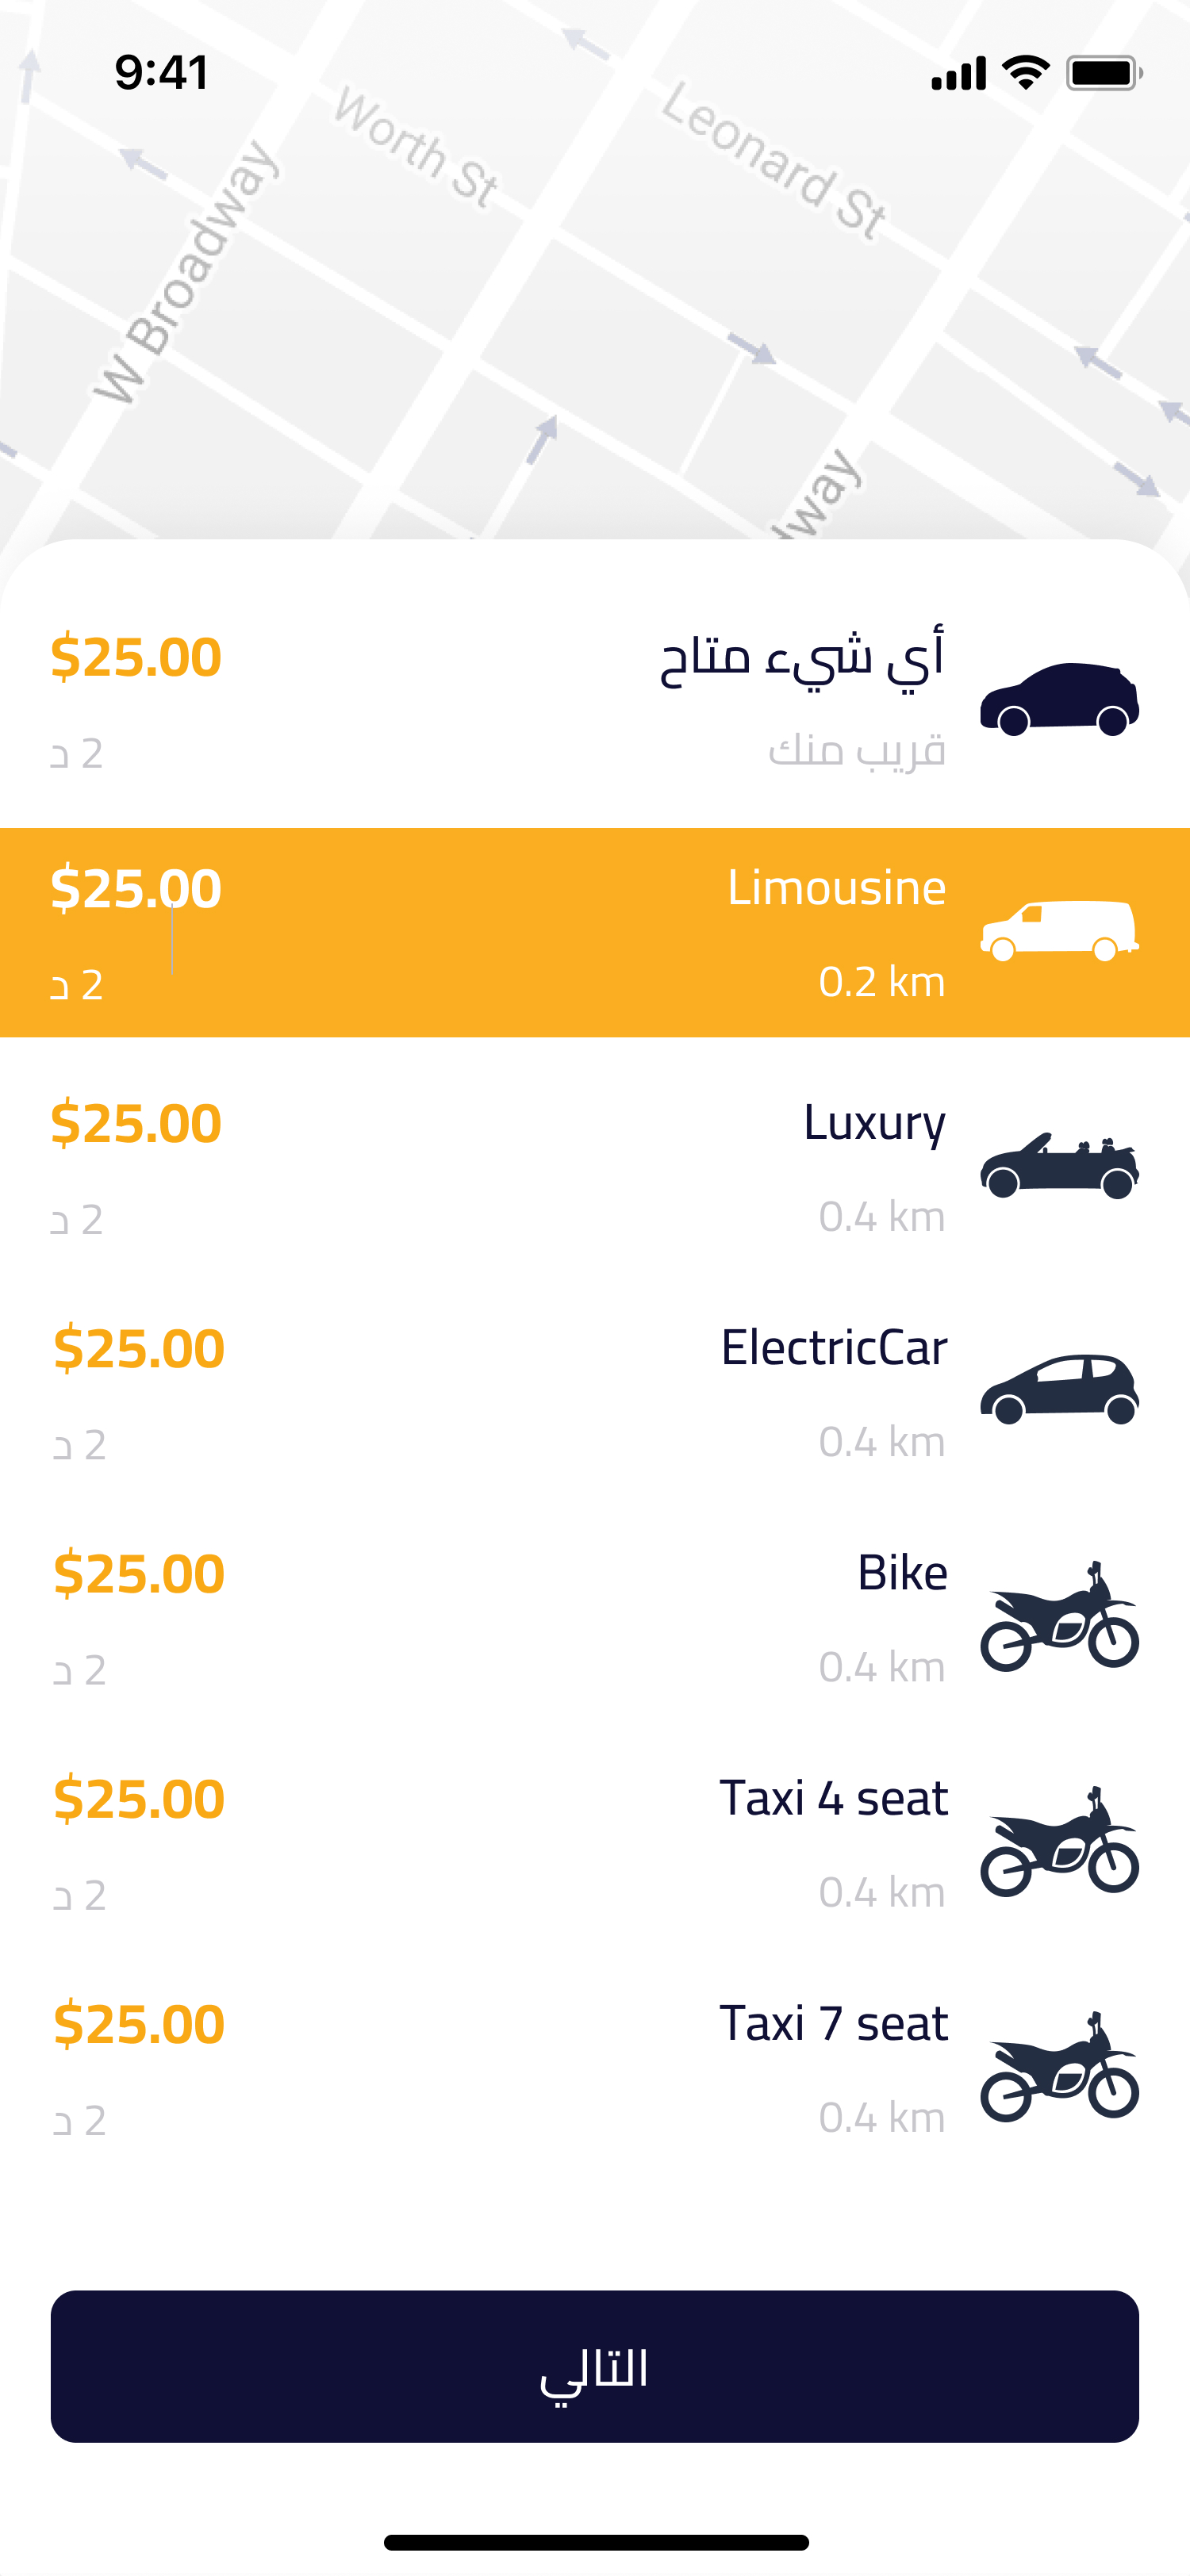 9:41
Worth St
Leonard St
W Broadway
dway
أي شيء متاح
$25.00
قريب منك
2 د
Limousine
$25.00
0.2 km
2 د
Luxury
$25.00
0.4 km
2 د
ElectricCar
$25.00
0.4 km
2 د
Bike
$25.00
0.4 km
2 د
Taxi 4 seat
$25.00
0.4 km
2 د
Taxi 7 seat
$25.00
0.4 km
2 د
التالي